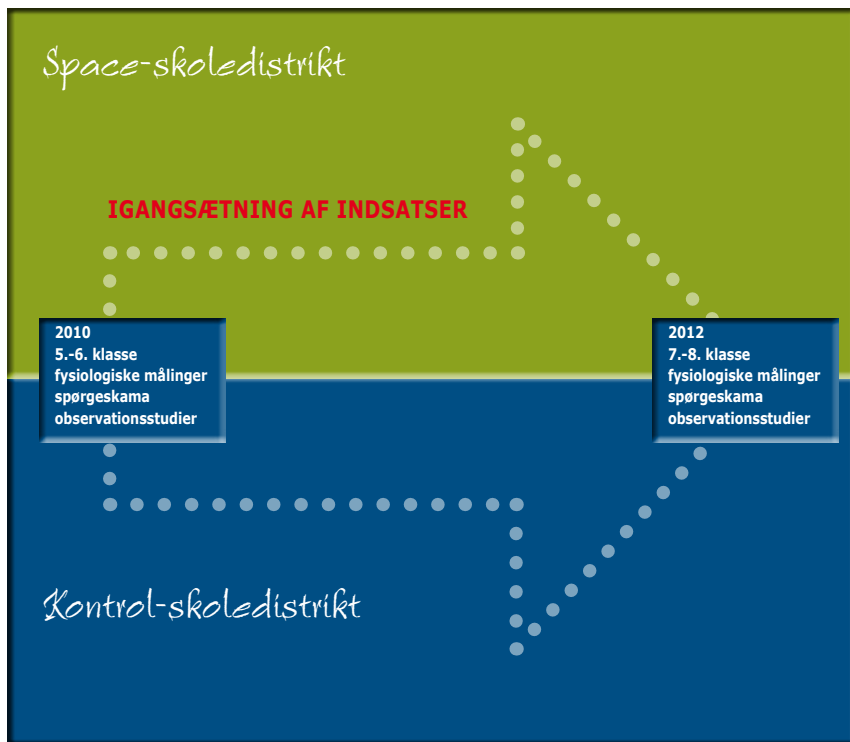 Space-skoledistrikt
IGANGSÆTNING AF INDSATSER
2010
5.-6. klasse
fysiologiske målinger
spørgeskama
observationsstudier
2012
7.-8. klasse
fysiologiske målinger
spørgeskama
observationsstudier
Kontrol-skoledistrikt